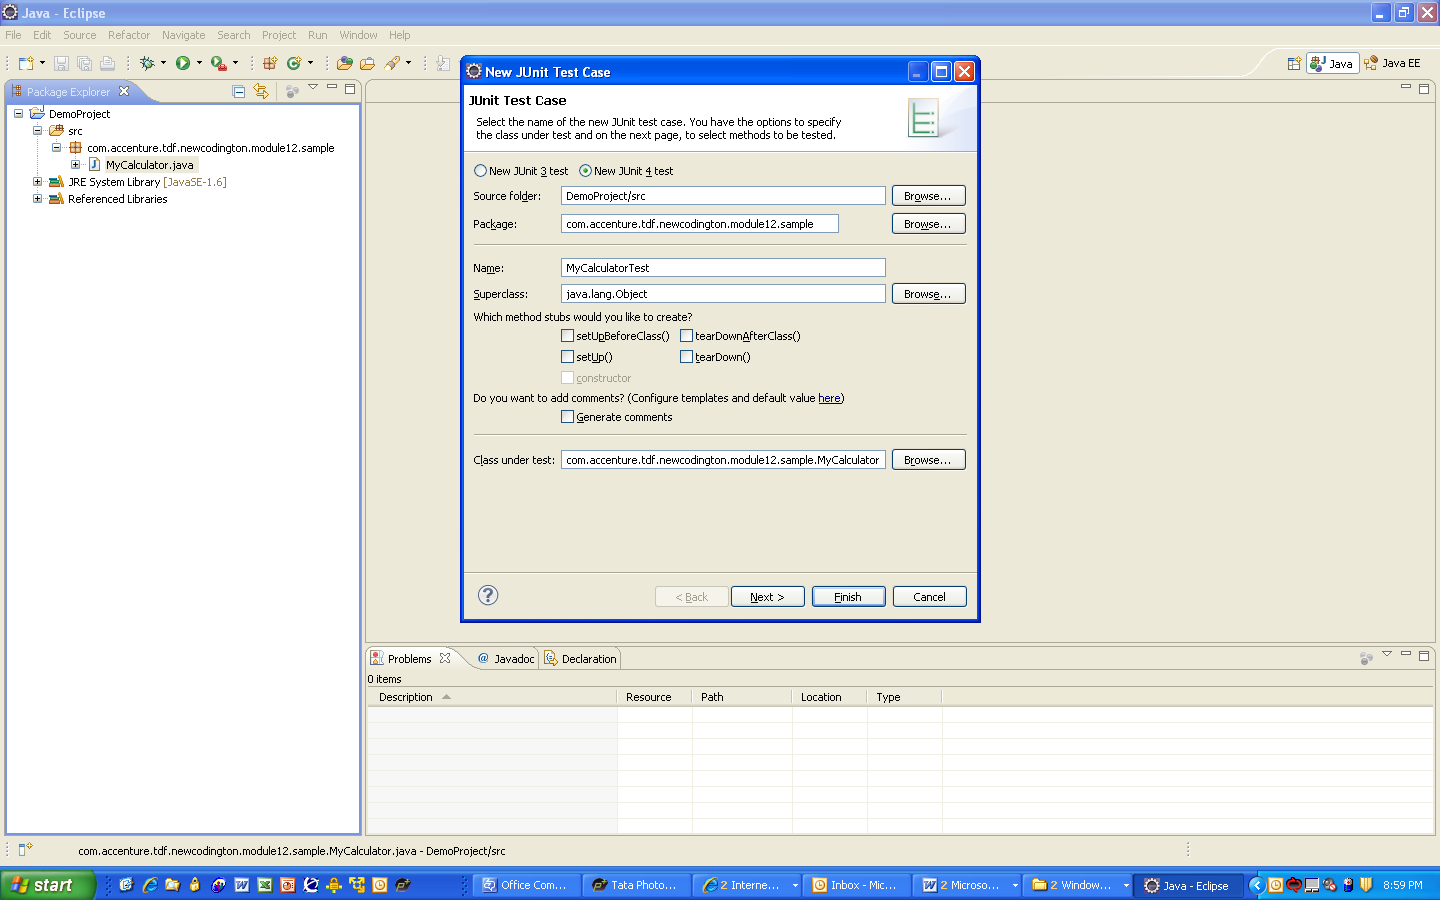 Java - Eclipse
File Edit Source Refactor Navigate Search Project Run Window Help
Java Java EE
Package Explorer
DemoProject
src
com.accenture.tdf.newcodington.module12.sample
MyCalculator.java
JRE System Library [JavaSE-1.6]
Referenced Libraries
New JUnit Test Case
JUnit Test Case
Select the name of the new JUnit test case. You have the options to specify
the class under test and on the next page, to select methods to be tested.
New JUnit 3 test New JUnit 4 test
Source folder: DemoProject/src Browse...
Package: com.accenture.tdf.newcodington.module12.sample Browse...
Name: MyCalculatorTest
Superclass: java.lang.Object Browse...
Which method stubs would you like to create?
setUpBeforeClass() tearDownAfterClass()
setUp() tearDown()
constructor
Do you want to add comments? (Configure templates and default value here)
Generate comments
Class under test: com.accenture.tdf.newcodington.module12.sample.MyCalculator Browse...
? < Back Next > Finish Cancel
Problems @ Javadoc Declaration
0 items
Description Resource Path Location Type
com.accenture.tdf.newcodington.module12.sample.MyCalculator.java - DemoProject/src
start Office Com... Tata Photo... 2 Interne... Inbox - Mic... 2 Microso... 2 Window... Java - Eclipse 8:59 PM